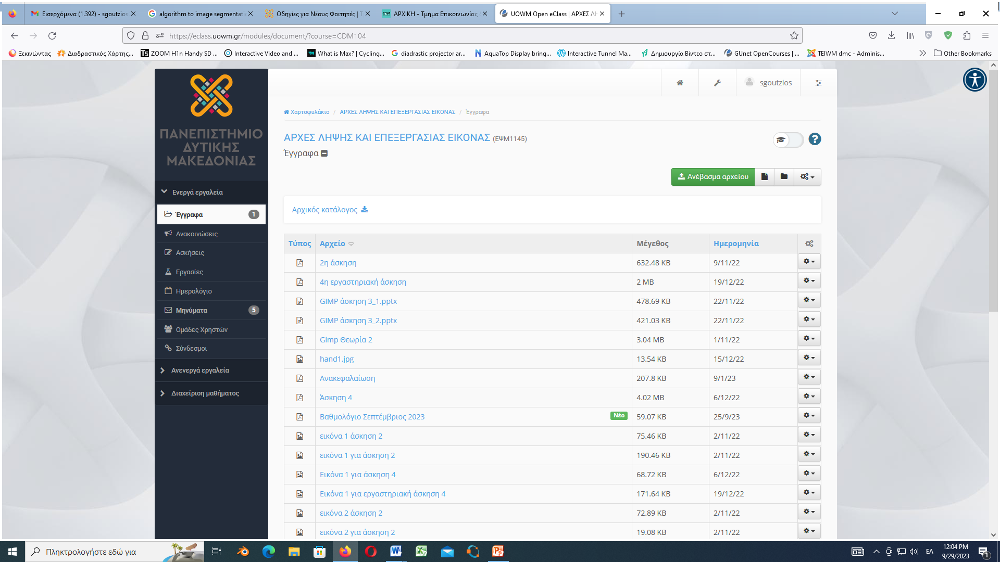 Εισερχόμενα (1.392) - sgoutzios
algorithm to image segmentati
Οδηγίες για Νέους Φοιτητές | Τ
ΑΡΧΙΚΗ - Τμήμα Επικοινωνίας
UOWM Open eClass | ΑΡΧΕΣ ΛΗ
https://eclass.uowm.gr/modules/document/?course=CDM104
Ξεκινώντας
Διαδραστικός Χάρτης...
ZOOM H1n Handy SD ...
Interactive Video and ...
What is Max? | Cycling...
diadrastic projector ar...
AquaTop Display bring...
Interactive Tunnel Ma...
Δημιουργία Βίντεο στ...
GUnet OpenCourses | ...
TEIWM dmc - Adminis...
Other Bookmarks
ΠΑΝΕΠΙΣΤΗΜΙΟ
ΔΥΤΙΚΗΣ
ΜΑΚΕΔΟΝΙΑΣ
sgoutzios
Χαρτοφυλάκιο / ΑΡΧΕΣ ΛΗΨΗΣ ΚΑΙ ΕΠΕΞΕΡΓΑΣΙΑΣ ΕΙΚΟΝΑΣ / Έγγραφα
ΑΡΧΕΣ ΛΗΨΗΣ ΚΑΙ ΕΠΕΞΕΡΓΑΣΙΑΣ ΕΙΚΟΝΑΣ (ΕΨΜ1145)
Έγγραφα
Ανέβασμα αρχείου
Ενεργά εργαλεία
Έγγραφα 1
Ανακοινώσεις
Ασκήσεις
Εργασίες
Ημερολόγιο
Μηνύματα 5
Ομάδες Χρηστών
Σύνδεσμοι
Ανενεργά εργαλεία
Διαχείριση μαθήματος
Αρχικός κατάλογος
Τύπος Αρχείο Μέγεθος Ημερομηνία
2η άσκηση 632.48 KB 9/11/22
4η εργαστηριακή άσκηση 2 MB 19/12/22
GIMP άσκηση 3_1.pptx 478.69 KB 22/11/22
GIMP άσκηση 3_2.pptx 421.03 KB 22/11/22
Gimp Θεωρία 2 3.04 MB 1/11/22
hand1.jpg 13.54 KB 15/12/22
Ανακεφαλαίωση 207.8 KB 9/1/23
Άσκηση 4 4.02 MB 6/12/22
Βαθμολόγιο Σεπτέμβριος 2023 Νέο 59.07 KB 25/9/23
εικόνα 1 άσκηση 2 75.46 KB 2/11/22
εικόνα 1 για άσκηση 2 190.46 KB 2/11/22
Εικόνα 1 για άσκηση 4 68.72 KB 6/12/22
Εικόνα 1 για εργαστηριακή άσκηση 4 171.64 KB 19/12/22
εικόνα 2 άσκηση 2 72.89 KB 2/11/22
εικόνα 2 για άσκηση 2 19.08 KB 2/11/22
Πληκτρολογήστε εδώ για
ΕΛ
12:04 PM
9/29/2023
1